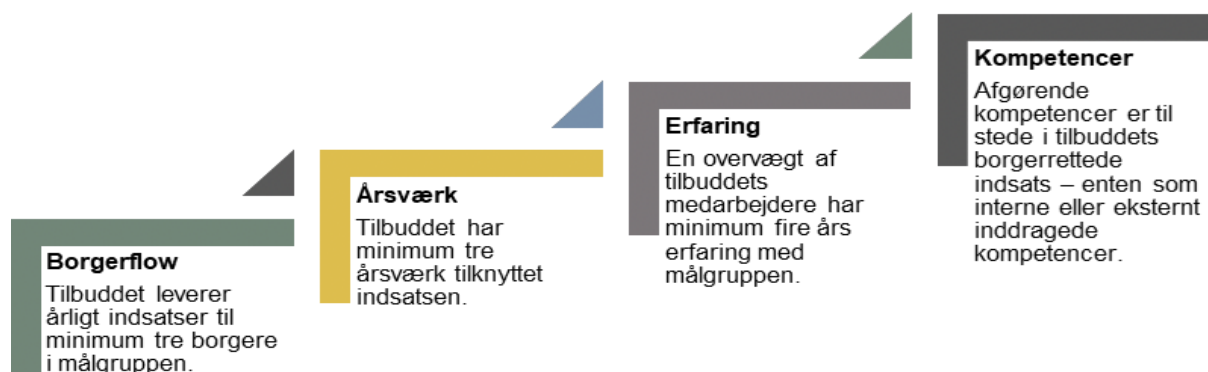 Borgerflow
Tilbuddet leverer
årligt indsatser til
minimum tre borgere
i målgruppen.
Årsværk
Tilbuddet har
minimum tre
årsværk tilknyttet
indsatsen.
Erfaring
En overvægt af
tilbuddets
medarbejdere har
minimum fire års
erfaring med
målgruppen.
Kompetencer
Afgørende
kompetencer er til
stede i tilbuddets
borgerrettede
indsats – enten som
interne eller eksternt
inddragede
kompetencer.